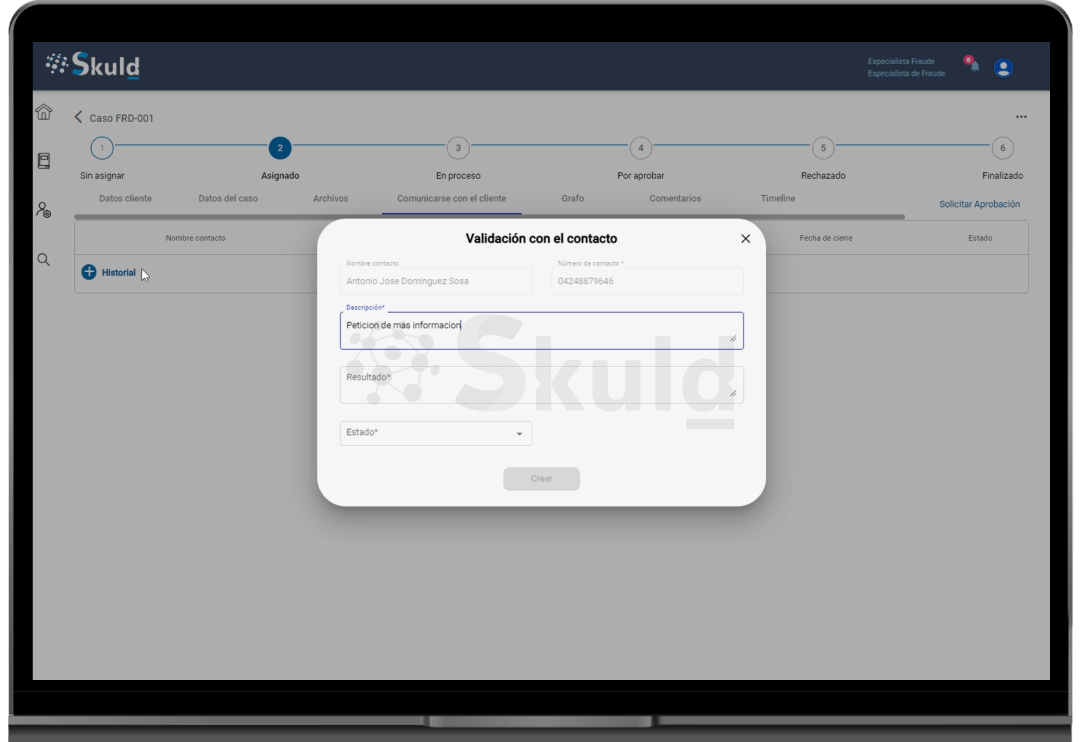 Skuld
Especialista Fraude
Especialista de Fraude
Caso FRD-001
1
2
3
4
5
6
Sin asignar
Asignado
En proceso
Por aprobar
Rechazado
Finalizado
Datos cliente
Datos del caso
Archivos
Comunicarse con el cliente
Grafo
Comentarios
Timeline
Solicitar Aprobación
Nombre contacto
Fecha de cierre
Estado
Historial
Validación con el contacto
Nombre contacto
Número de contacto *
Antonio Jose Dominguez Sosa
04248879646
Descripción*
Peticion de mas informacion
Resultado*
Estado*
Crear
Skuld